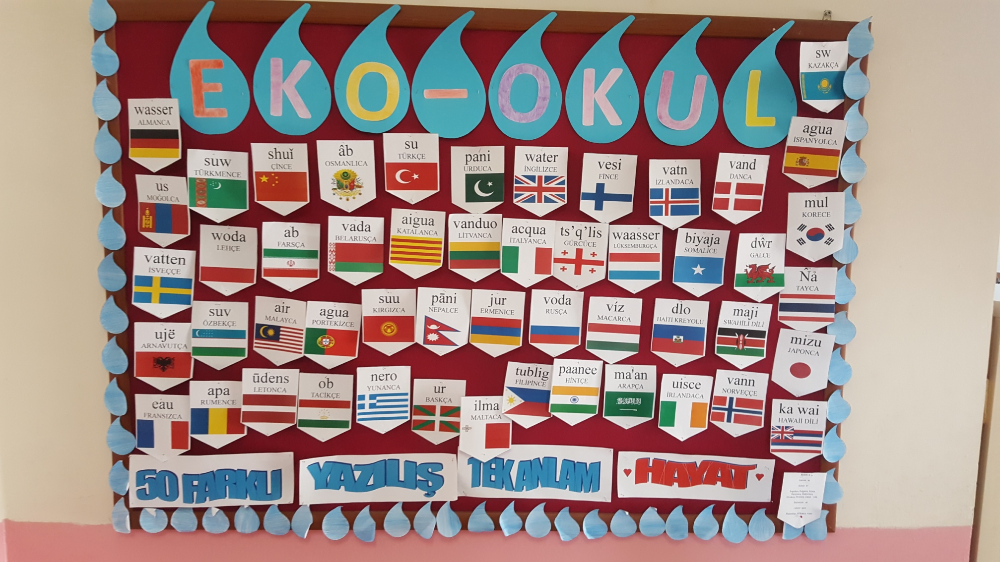 EKO-OKUL
sw
KAZAKÇA
wasser
ALMANCA
agua
İSPANYOLCA
suw
TÜRKMENCE
shuǐ
ÇİNCE
âb
OSMANLICA
su
TÜRKÇE
pani
URDUCA
water
İNGİLİZCE
vesi
FİNCE
vatn
İZLANDACA
vand
DANCA
us
MOĞOLCA
mul
KORECE
woda
LEHÇE
ab
FARSÇA
vada
BELARUSÇA
aigua
KATALANCA
vanduo
LİTVANCA
acqua
İTALYANCA
ts’q’lis
GÜRCÜCE
waasser
LÜKSEMBURGÇA
biyaja
SOMALİCE
dŵr
GALCE
vatten
İSVEÇÇE
TAYCA
suv
ÖZBEKÇE
air
MALAYCA
agua
PORTEKİZCE
suu
KIRGIZCA
pāni
NEPALCE
jur
ERMENİCE
voda
RUSÇA
víz
MACARCA
dlo
HAİTİ KREYOLU
maji
SWAHİLİ DİLİ
ujë
ARNAVUTÇA
mizu
JAPONCA
apa
RUMENCE
ūdens
LETONCA
ob
TACİKÇE
nero
YUNANCA
ur
BASKÇA
ilma
MALTACA
tublig
FİLİPİNCE
paanee
HİNTÇE
ma'an
ARAPÇA
uisce
İRLANDACA
vann
NORVEÇÇE
eau
FRANSIZCA
ka wai
HAWAII DİLİ
50 FARKLI YAZILIŞ TEK ANLAM HAYAT